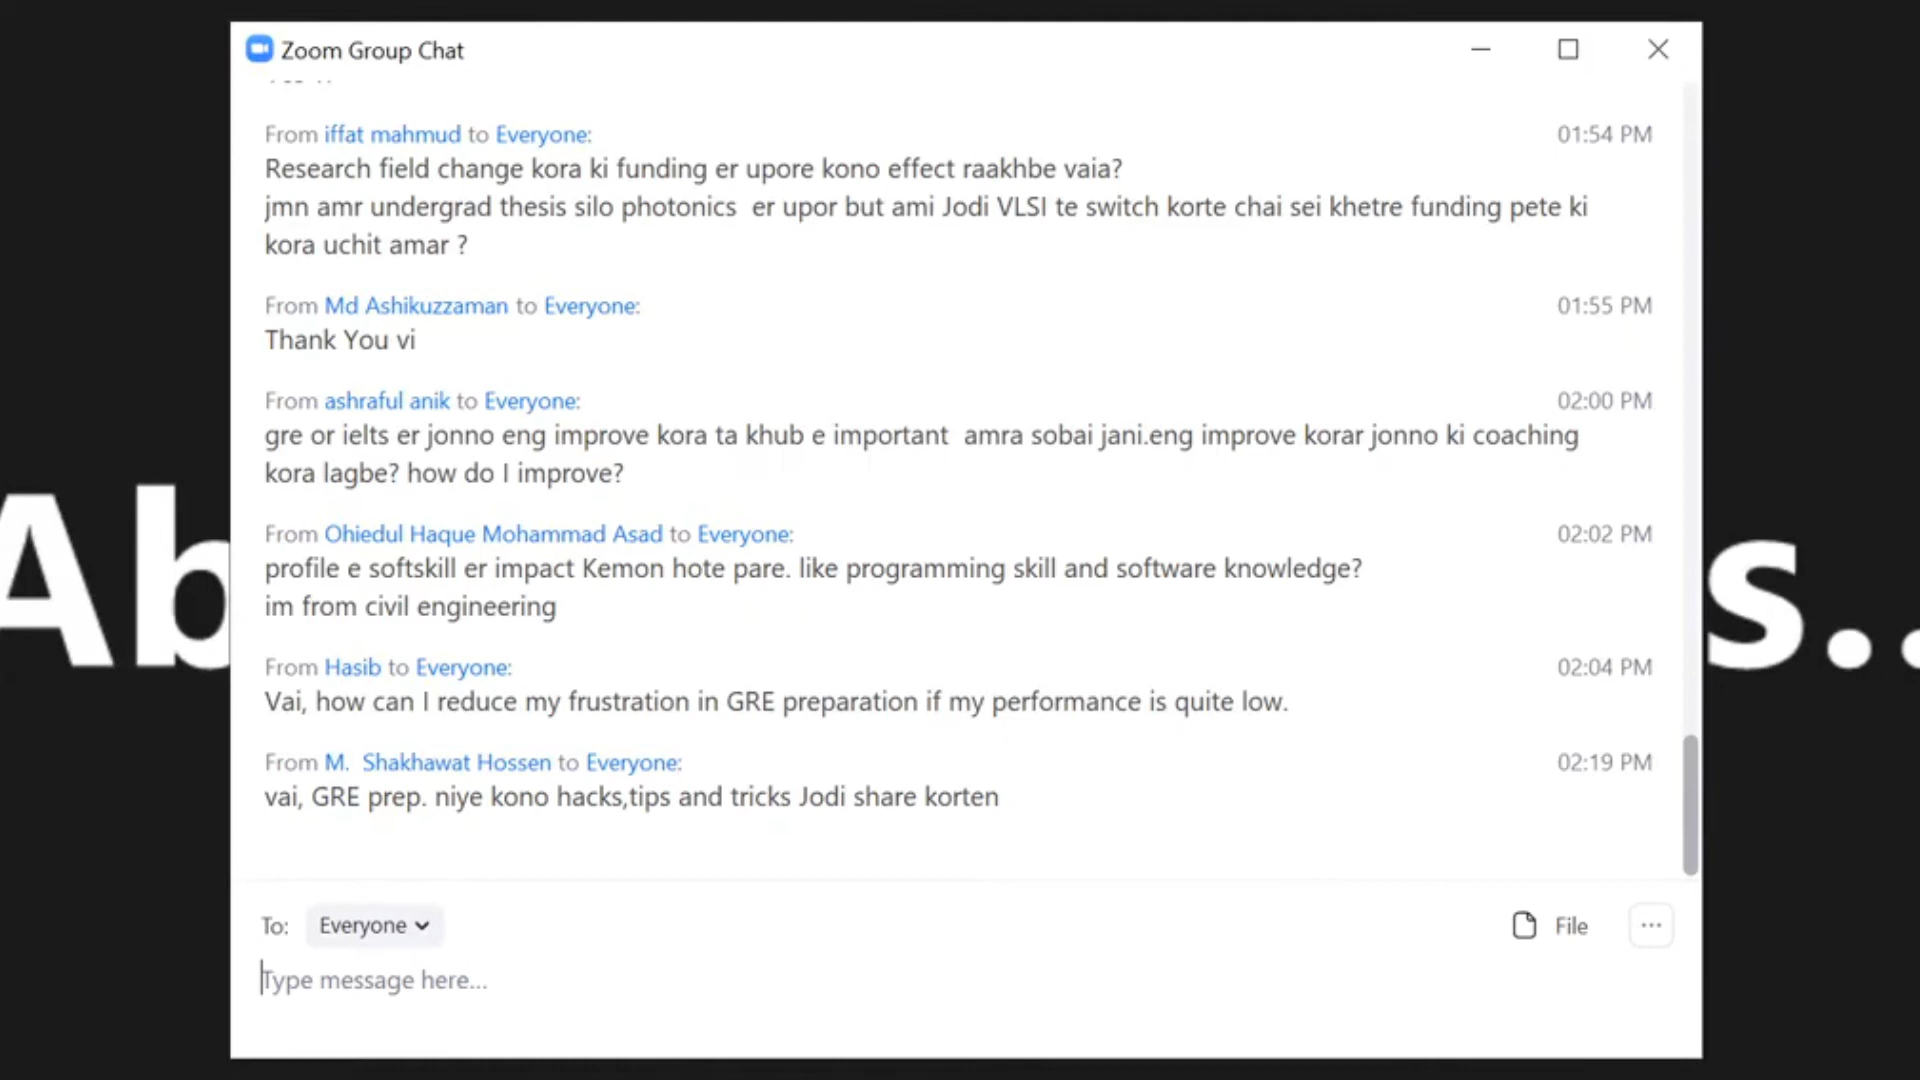 Zoom Group Chat
From iffat mahmud to Everyone: 01:54 PM
Research field change kora ki funding er upore kono effect raakhbe vaia?
jmn amr undergrad thesis silo photonics er upor but ami Jodi VLSI te switch korte chai sei khetre funding pete ki
kora uchit amar ?
From Md Ashikuzzaman to Everyone: 01:55 PM
Thank You vi
From ashraful anik to Everyone: 02:00 PM
gre or ielts er jonno eng improve kora ta khub e important amra sobai jani.eng improve korar jonno ki coaching
kora lagbe? how do I improve?
From Ohiedul Haque Mohammad Asad to Everyone: 02:02 PM
profile e softskill er impact Kemon hote pare. like programming skill and software knowledge?
im from civil engineering
From Hasib to Everyone: 02:04 PM
Vai, how can I reduce my frustration in GRE preparation if my performance is quite low.
From M. Shakhawat Hossen to Everyone: 02:19 PM
vai, GRE prep. niye kono hacks,tips and tricks Jodi share korten
To: Everyone File ...
Type message here...
Ab
s..